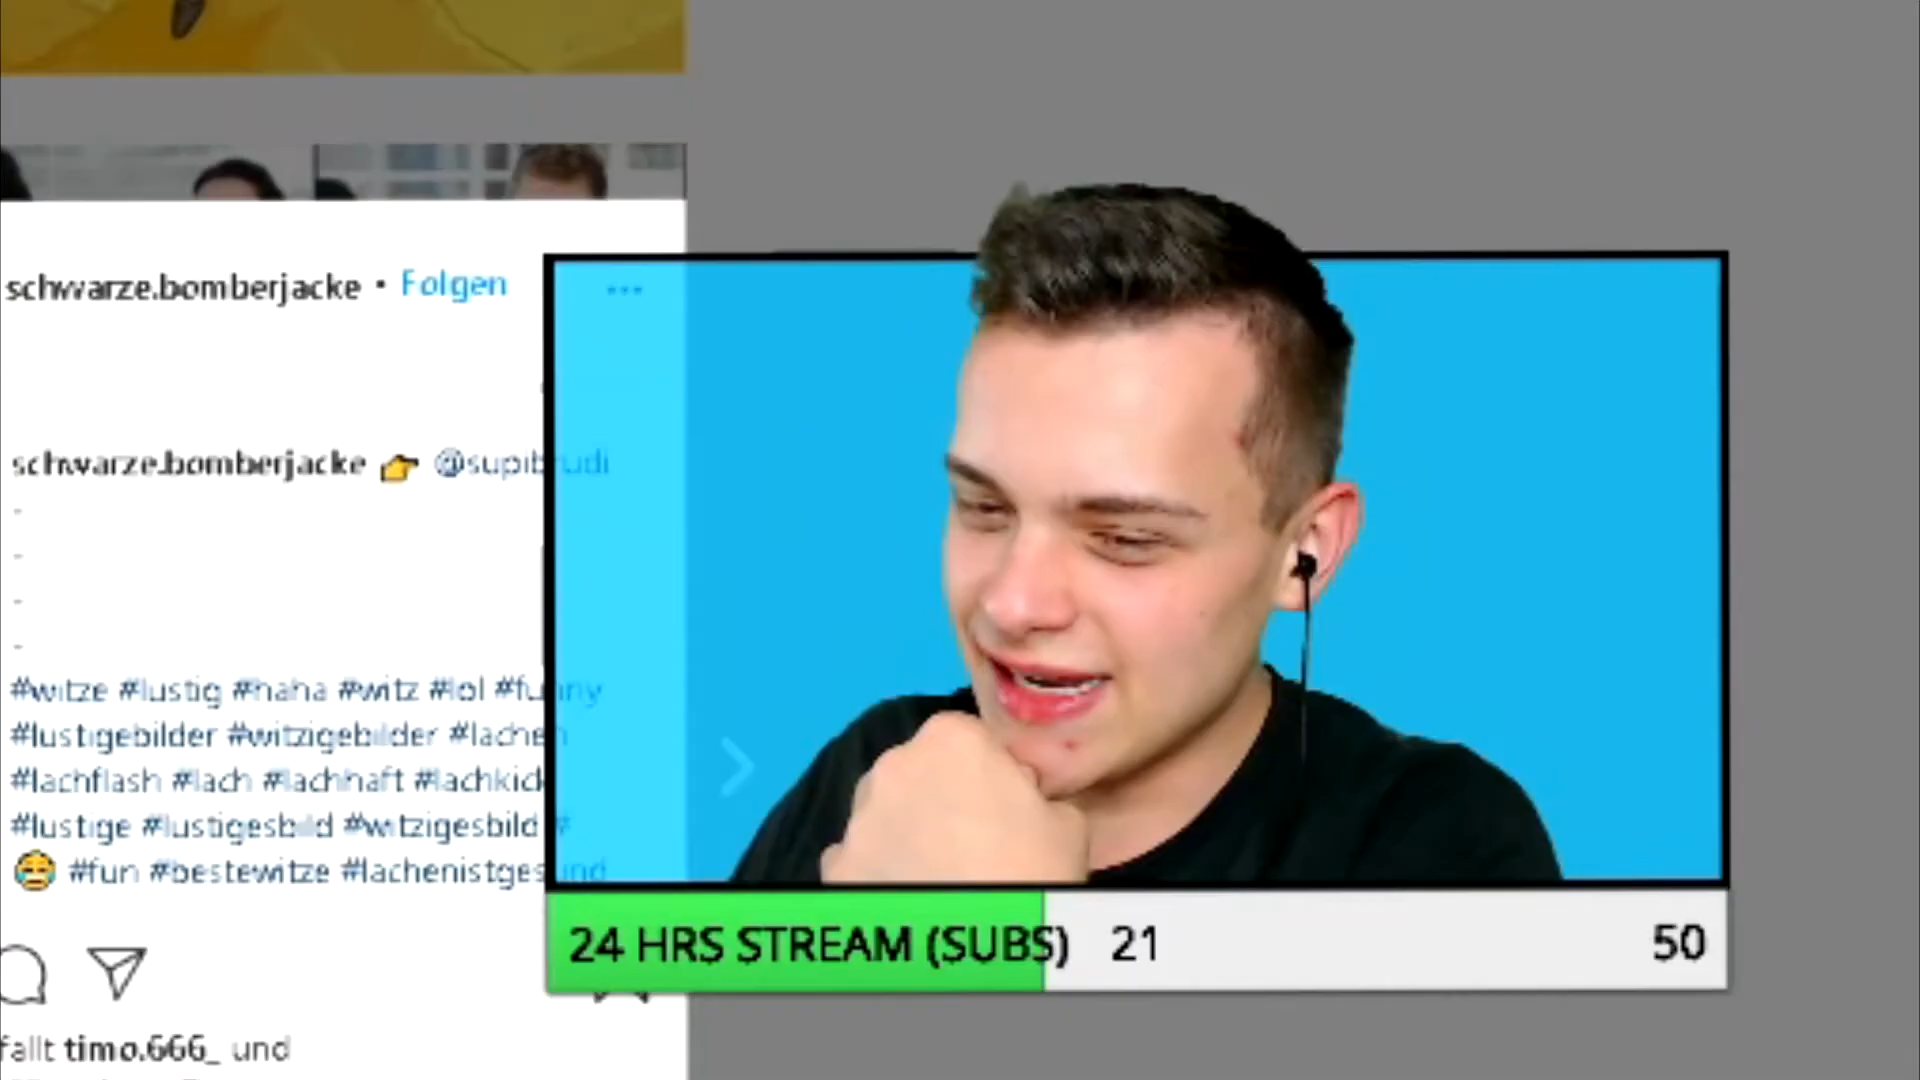 schwarze.bomberjacke • Folgen
schwarze.bomberjacke 👉 @supibrudi
-
-
-
-
#witze #lustig #haha #witz #lol #funny
#lustigebilder #witzigebilder #lachen
#lachflash #lach #lachhaft #lachkick
#lustige #lustigesbild #witzigesbild #
😂 #fun #bestewitze #lachenistgesund
24 HRS STREAM (SUBS) 21 50
fällt timo.666_ und